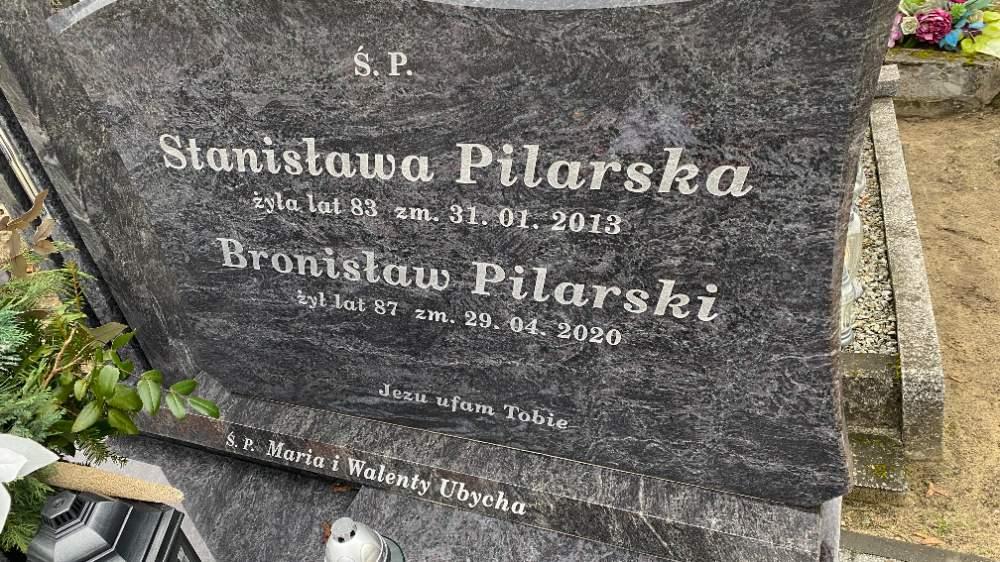 Ś. P.
Stanisława Pilarska
żyła lat 83 zm. 31. 01. 2013
Bronisław Pilarski
żył lat 87 zm. 29. 04. 2020
Jezu ufam Tobie
Ś. P. Maria i Walenty Ubycha